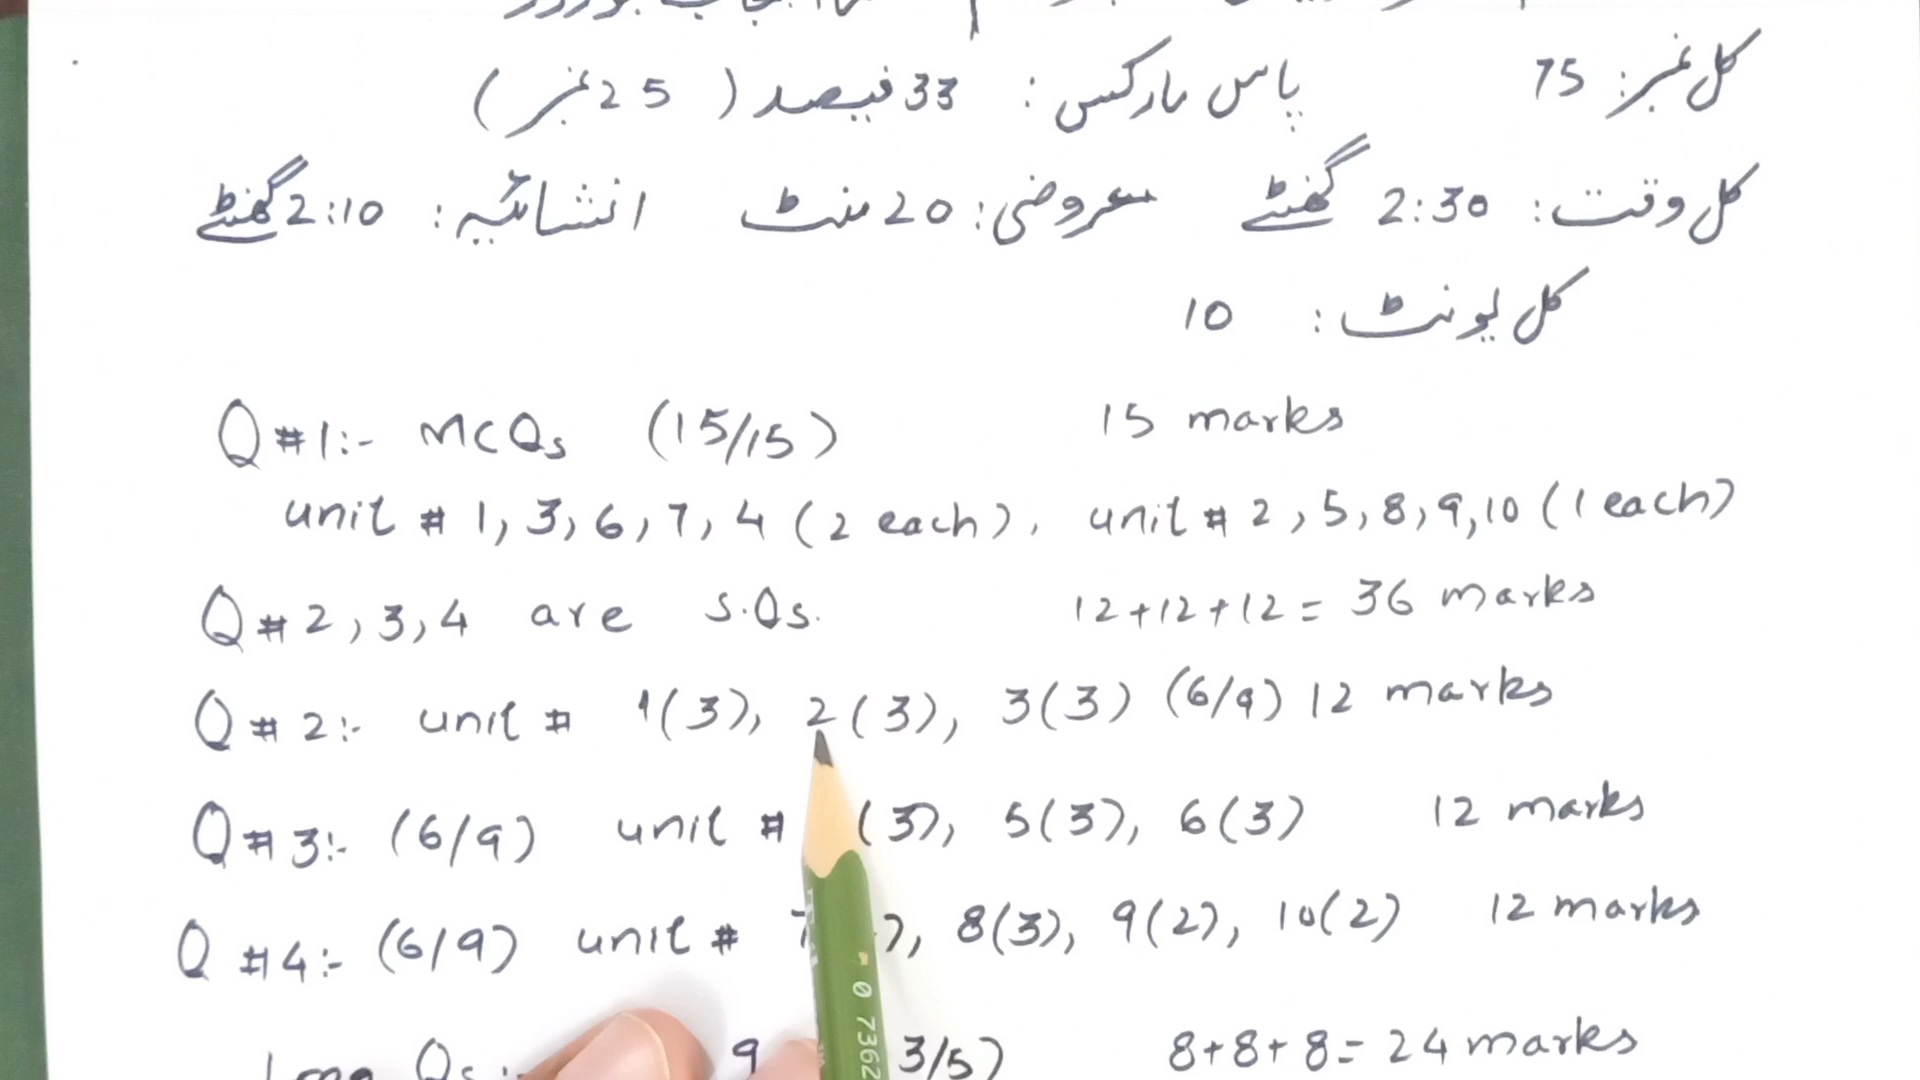 کل نمبر: 75 پاس مارکس: 33 فیصد (25 نمبر)
کل وقت: 2:30 گھنٹے معروضی: 20 منٹ انشائیہ: 2:10 گھنٹے
کل یونٹ: 10
Q #1:- MCQs (15/15) 15 marks
unit # 1, 3, 6, 7, 4 (2 each), unit # 2, 5, 8, 9, 10 (1 each)
Q # 2, 3, 4 are S.Qs. 12+12+12 = 36 marks
Q # 2:- unit # 1(3), 2(3), 3(3) (6/9) 12 marks
Q # 3:- (6/9) unit # (3), 5(3), 6(3) 12 marks
Q #4:- (6/9) unit # ), 8(3), 9(2), 10(2) 12 marks
Long Qs:- 9 3/5) 8+8+8= 24 marks
0 7362